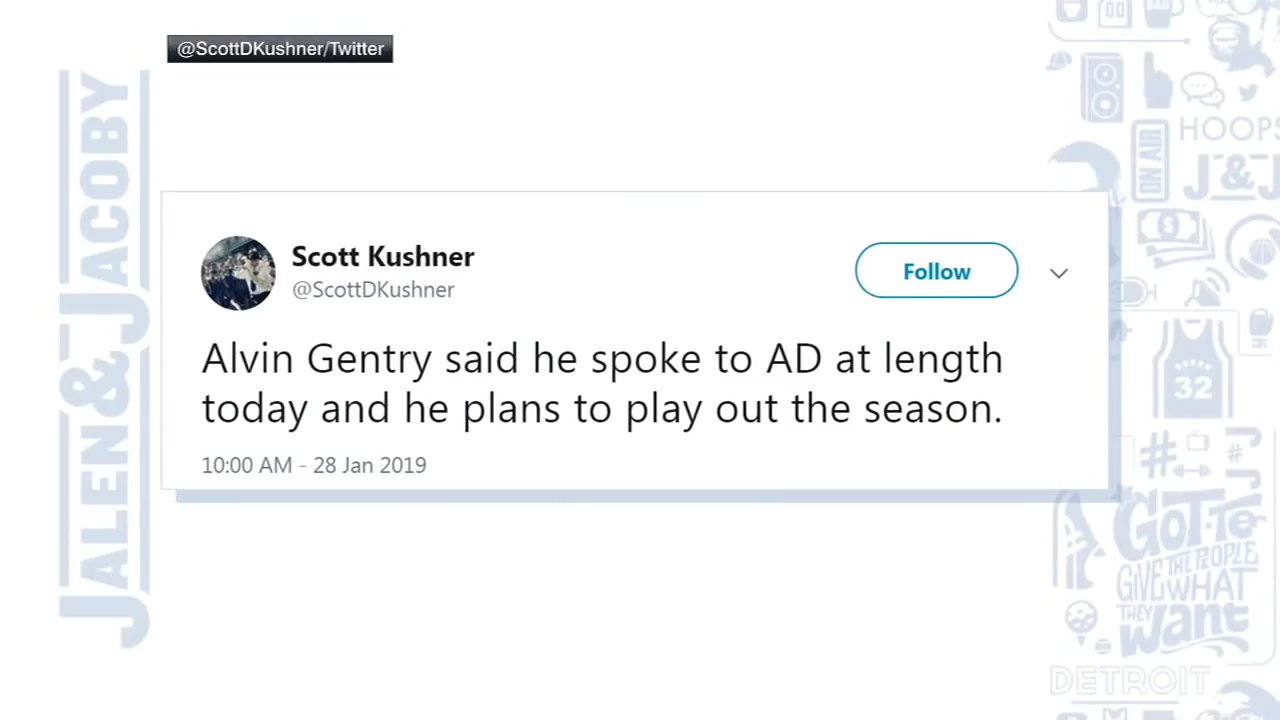 @ScottDKushner/Twitter
JALEN & JACOBY
Scott Kushner
@ScottDKushner
Follow
Alvin Gentry said he spoke to AD at length
today and he plans to play out the season.
10:00 AM - 28 Jan 2019
HOOPS
ON AIR
J&J
32
#
#
GOT TO
GIVE THE PEOPLE
WHAT
THEY
WANT
DETROIT